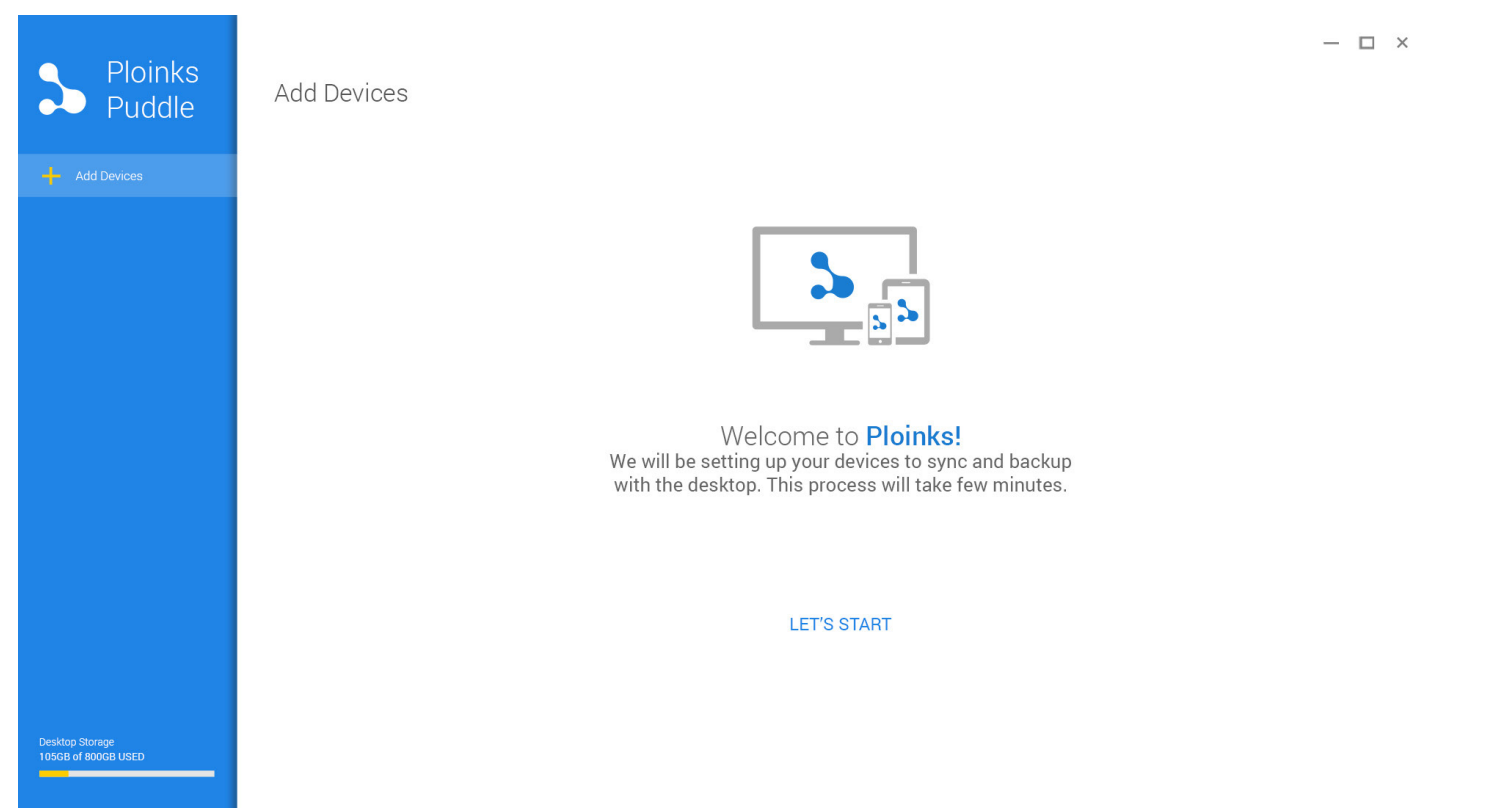 Ploinks
Puddle
Add Devices
Add Devices
Welcome to Ploinks!
We will be setting up your devices to sync and backup
with the desktop. This process will take few minutes.
LET'S START
Desktop Storage
105GB of 800GB USED